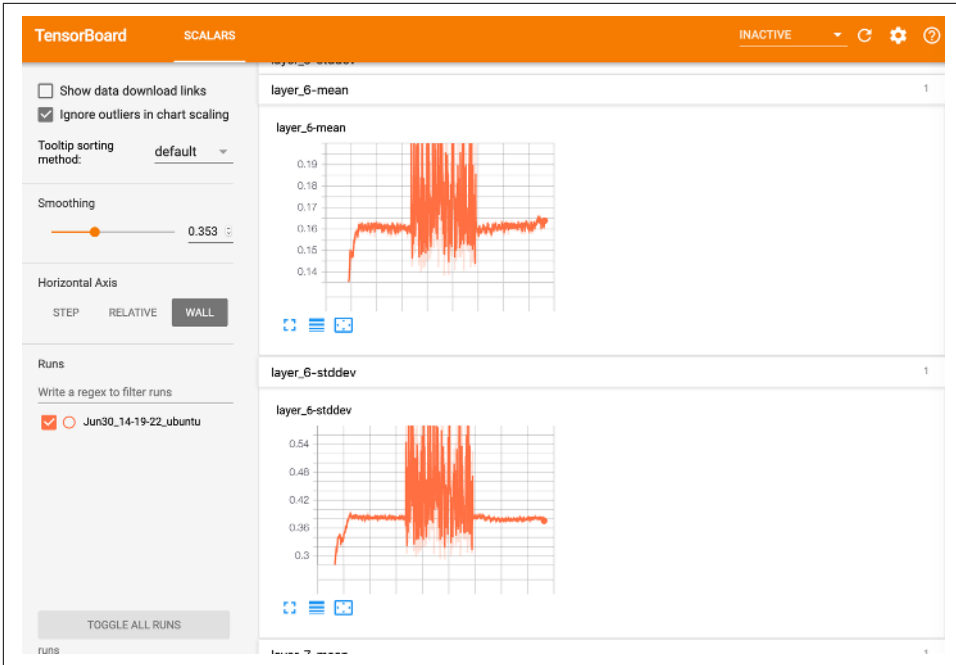 TensorBoard SCALARS INACTIVE
layer_6-mean 1
Show data download links
Ignore outliers in chart scaling
Tooltip sorting method: default
Smoothing
0.353
Horizontal Axis
STEP RELATIVE WALL
Runs
Write a regex to filter runs
Jun30_14-19-22_ubuntu
TOGGLE ALL RUNS
runs
layer_6-mean
0.19
0.18
0.17
0.16
0.15
0.14
layer_6-stddev 1
layer_6-stddev
0.54
0.48
0.42
0.36
0.3
1